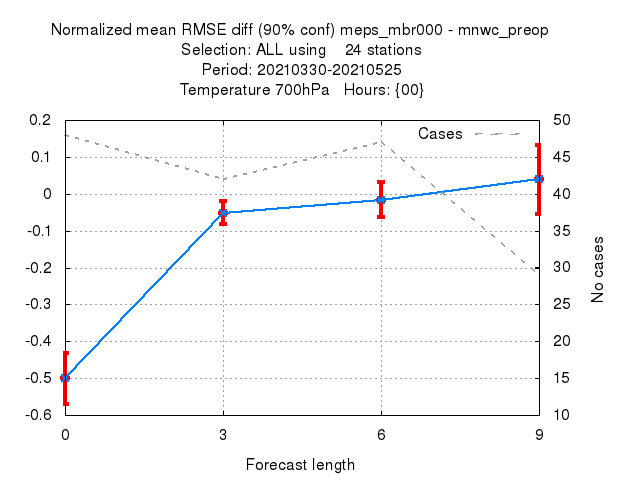 Normalized mean RMSE diff (90% conf) meps_mbr000 - mnwc_preop
Selection: ALL using    24 stations
Period: 20210330-20210525
Temperature 700hPa   Hours: {00}
Cases
0.2
0.1
0
-0.1
-0.2
-0.3
-0.4
-0.5
-0.6
50
45
40
35
30
25
20
15
10
No cases
0 3 6 9
Forecast length